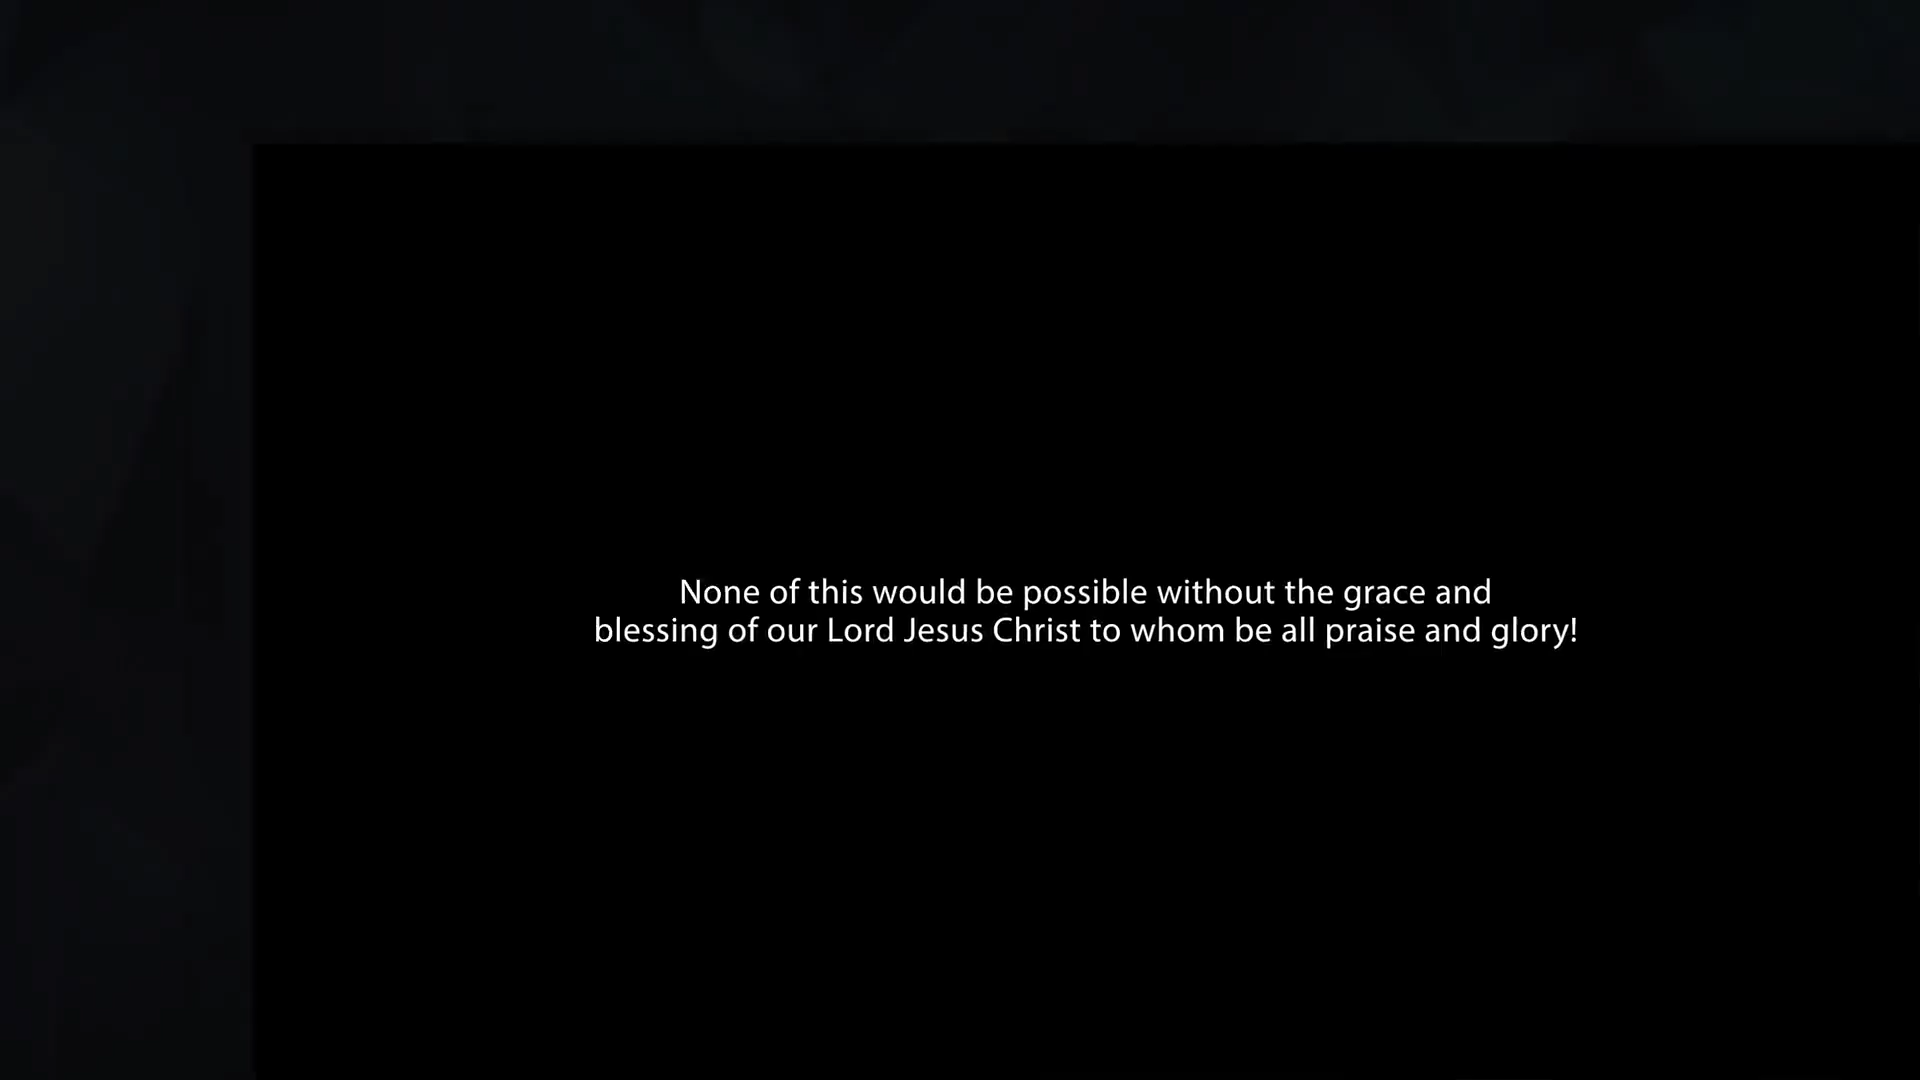 None of this would be possible without the grace and
blessing of our Lord Jesus Christ to whom be all praise and glory!